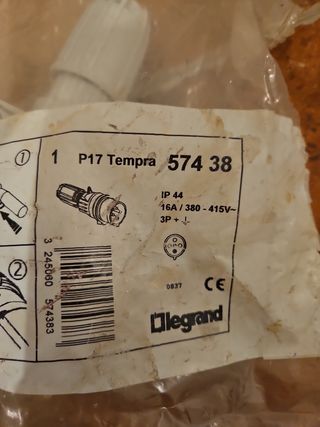 ①
1 P17 Tempra 574 38
IP 44
16A / 380 - 415V~
3P + ⏚
②
3 245060 574383
0837 CE
legrand